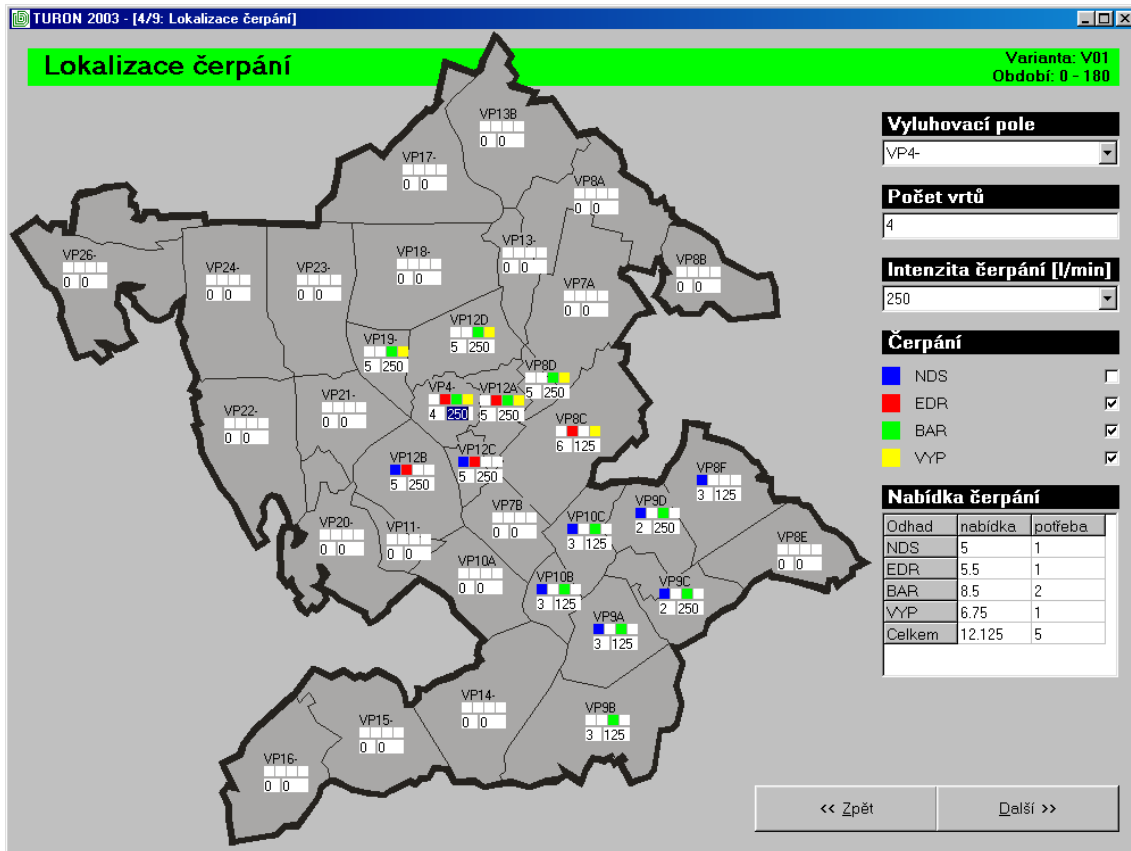 TURON 2003 - [4/9: Lokalizace čerpání]
Lokalizace čerpání
Varianta: V01
Období: 0 - 180
VP13B
0 0
VP17-
0 0
VP8A
0 0
VP13-
0 0
VP18-
0 0
VP26-
0 0
VP24-
0 0
VP23-
0 0
VP8B
0 0
VP7A
0 0
VP12D
5 250
VP19-
5 250
VP8D
5 250
VP4-
4 250
VP12A
5 250
VP21-
0 0
VP22-
0 0
VP8C
6 125
VP12C
5 250
VP12B
5 250
VP8F
3 125
VP9D
2 250
VP7B
0 0
VP10C
3 125
VP20-
0 0
VP11-
0 0
VP8E
0 0
VP10A
0 0
VP10B
3 125
VP9C
2 250
VP9A
3 125
VP14-
0 0
VP9B
3 125
VP15-
0 0
VP16-
0 0
Vyluhovací pole
VP4-
Počet vrtů
4
Intenzita čerpání [l/min]
250
Čerpání
NDS
EDR
BAR
VYP
Nabídka čerpání
Odhad nabídka potřeba
NDS 5 1
EDR 5.5 1
BAR 8.5 2
VYP 6.75 1
Celkem 12.125 5
<< Zpět
Další >>